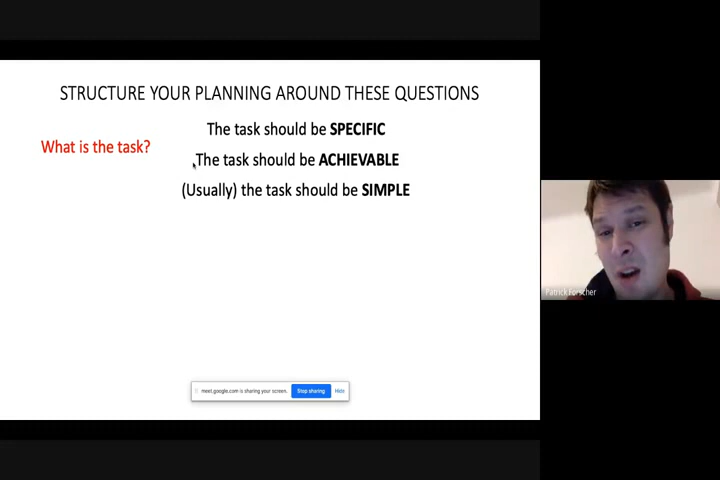 STRUCTURE YOUR PLANNING AROUND THESE QUESTIONS
The task should be SPECIFIC
What is the task?
The task should be ACHIEVABLE
(Usually) the task should be SIMPLE
meet.google.com is sharing your screen.
Stop sharing
Hide
Patrick Forscher